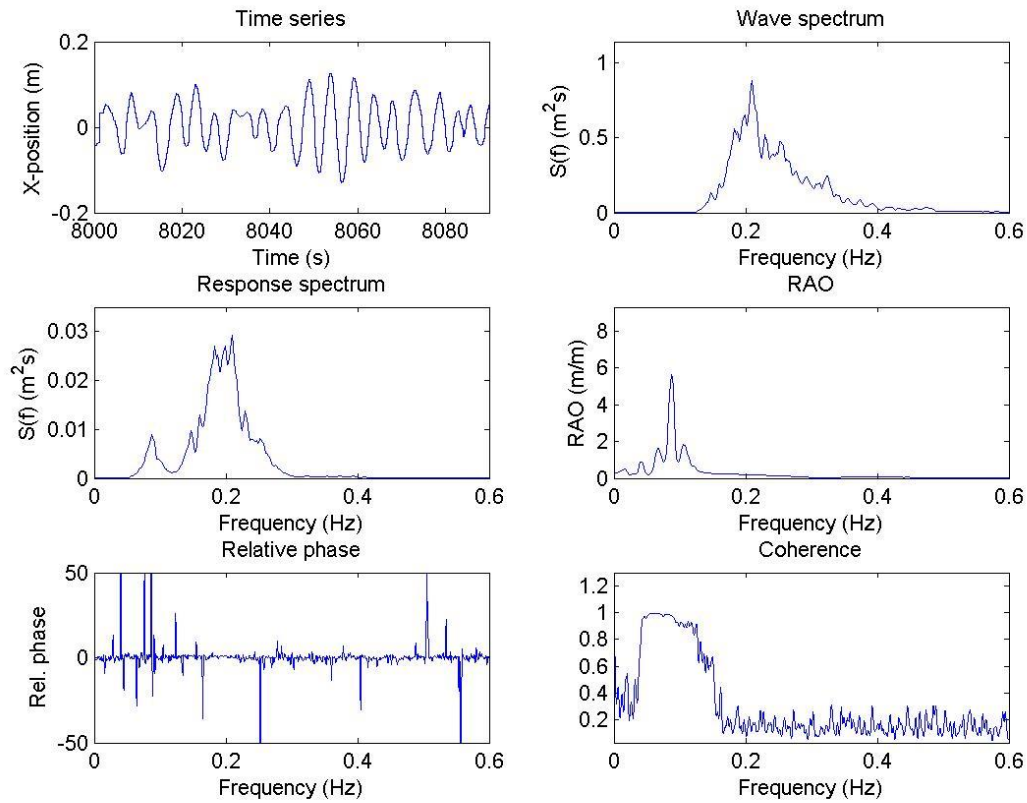 Time series
0.2
0
-0.2
X-position (m)
8000 8020 8040 8060 8080
Time (s)
Wave spectrum
1
0.5
0
S(f) (m²s)
0 0.2 0.4 0.6
Frequency (Hz)
Response spectrum
0.03
0.02
0.01
0
S(f) (m²s)
0 0.2 0.4 0.6
Frequency (Hz)
RAO
8
6
4
2
0
RAO (m/m)
0 0.2 0.4 0.6
Frequency (Hz)
Relative phase
50
0
-50
Rel. phase
0 0.2 0.4 0.6
Frequency (Hz)
Coherence
1.2
1
0.8
0.6
0.4
0.2
0 0.2 0.4 0.6
Frequency (Hz)